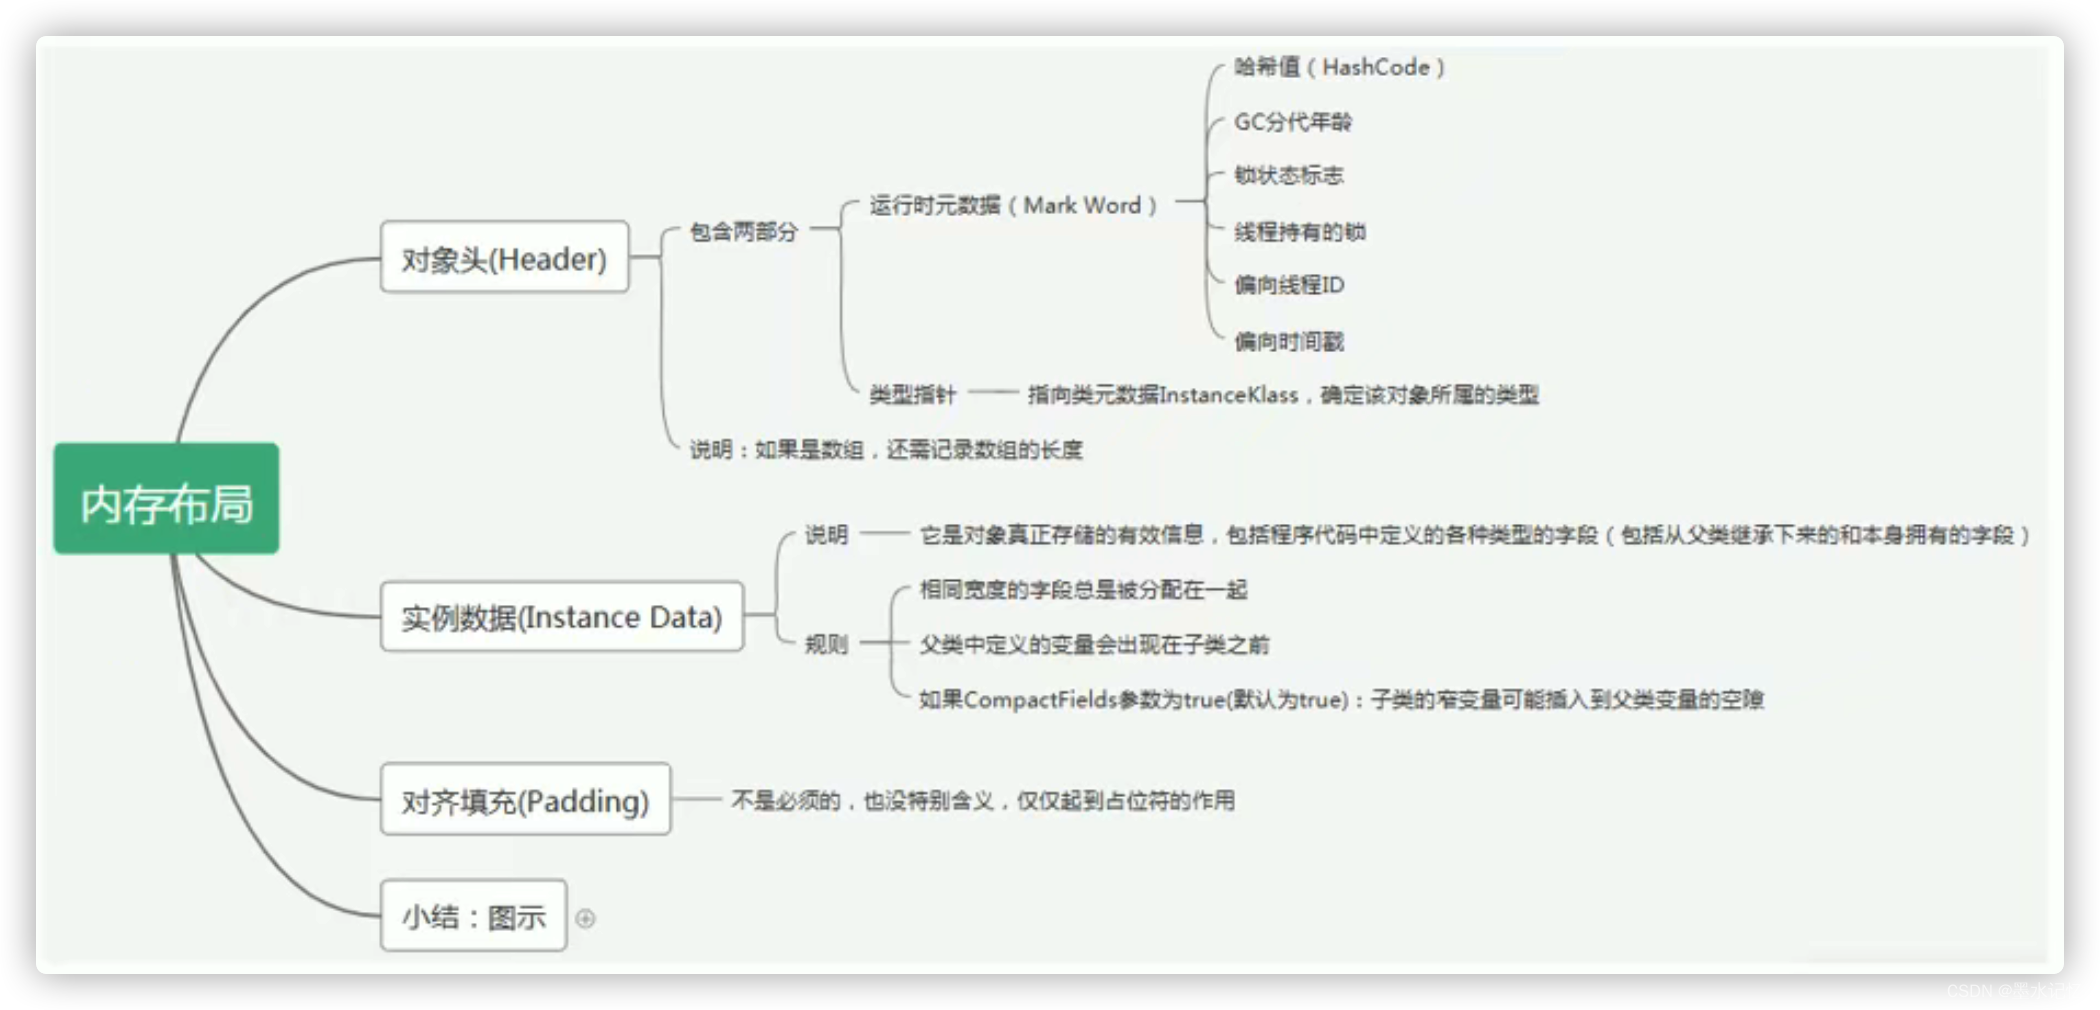 内存布局
对象头(Header)
包含两部分
运行时元数据（Mark Word）
哈希值（HashCode）
GC分代年龄
锁状态标志
线程持有的锁
偏向线程ID
偏向时间戳
类型指针
指向类元数据InstanceKlass，确定该对象所属的类型
说明：如果是数组，还需记录数组的长度
实例数据(Instance Data)
说明
它是对象真正存储的有效信息，包括程序代码中定义的各种类型的字段（包括从父类继承下来的和本身拥有的字段）
规则
相同宽度的字段总是被分配在一起
父类中定义的变量会出现在子类之前
如果CompactFields参数为true(默认为true)：子类的窄变量可能插入到父类变量的空隙
对齐填充(Padding)
不是必须的，也没特别含义，仅仅起到占位符的作用
小结：图示
CSDN